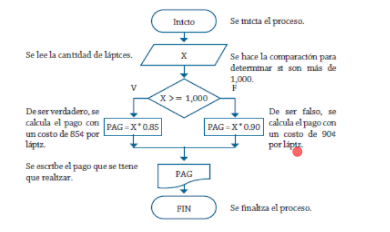 Inicio
Se inicia el proceso.
Se lee la cantidad de lápices.
X
Se hace la comparación para
determinar si son más de
1,000.
V
F
X >= 1,000
De ser verdadero, se
calcula el pago con
un costo de 85¢ por
lápiz.
PAG = X* 0.85
PAG = X* 0.90
De ser falso, se
calcula el pago con
un costo de 90¢
por lápiz.
Se escribe el pago que se tiene
que realizar.
PAG
FIN
Se finaliza el proceso.